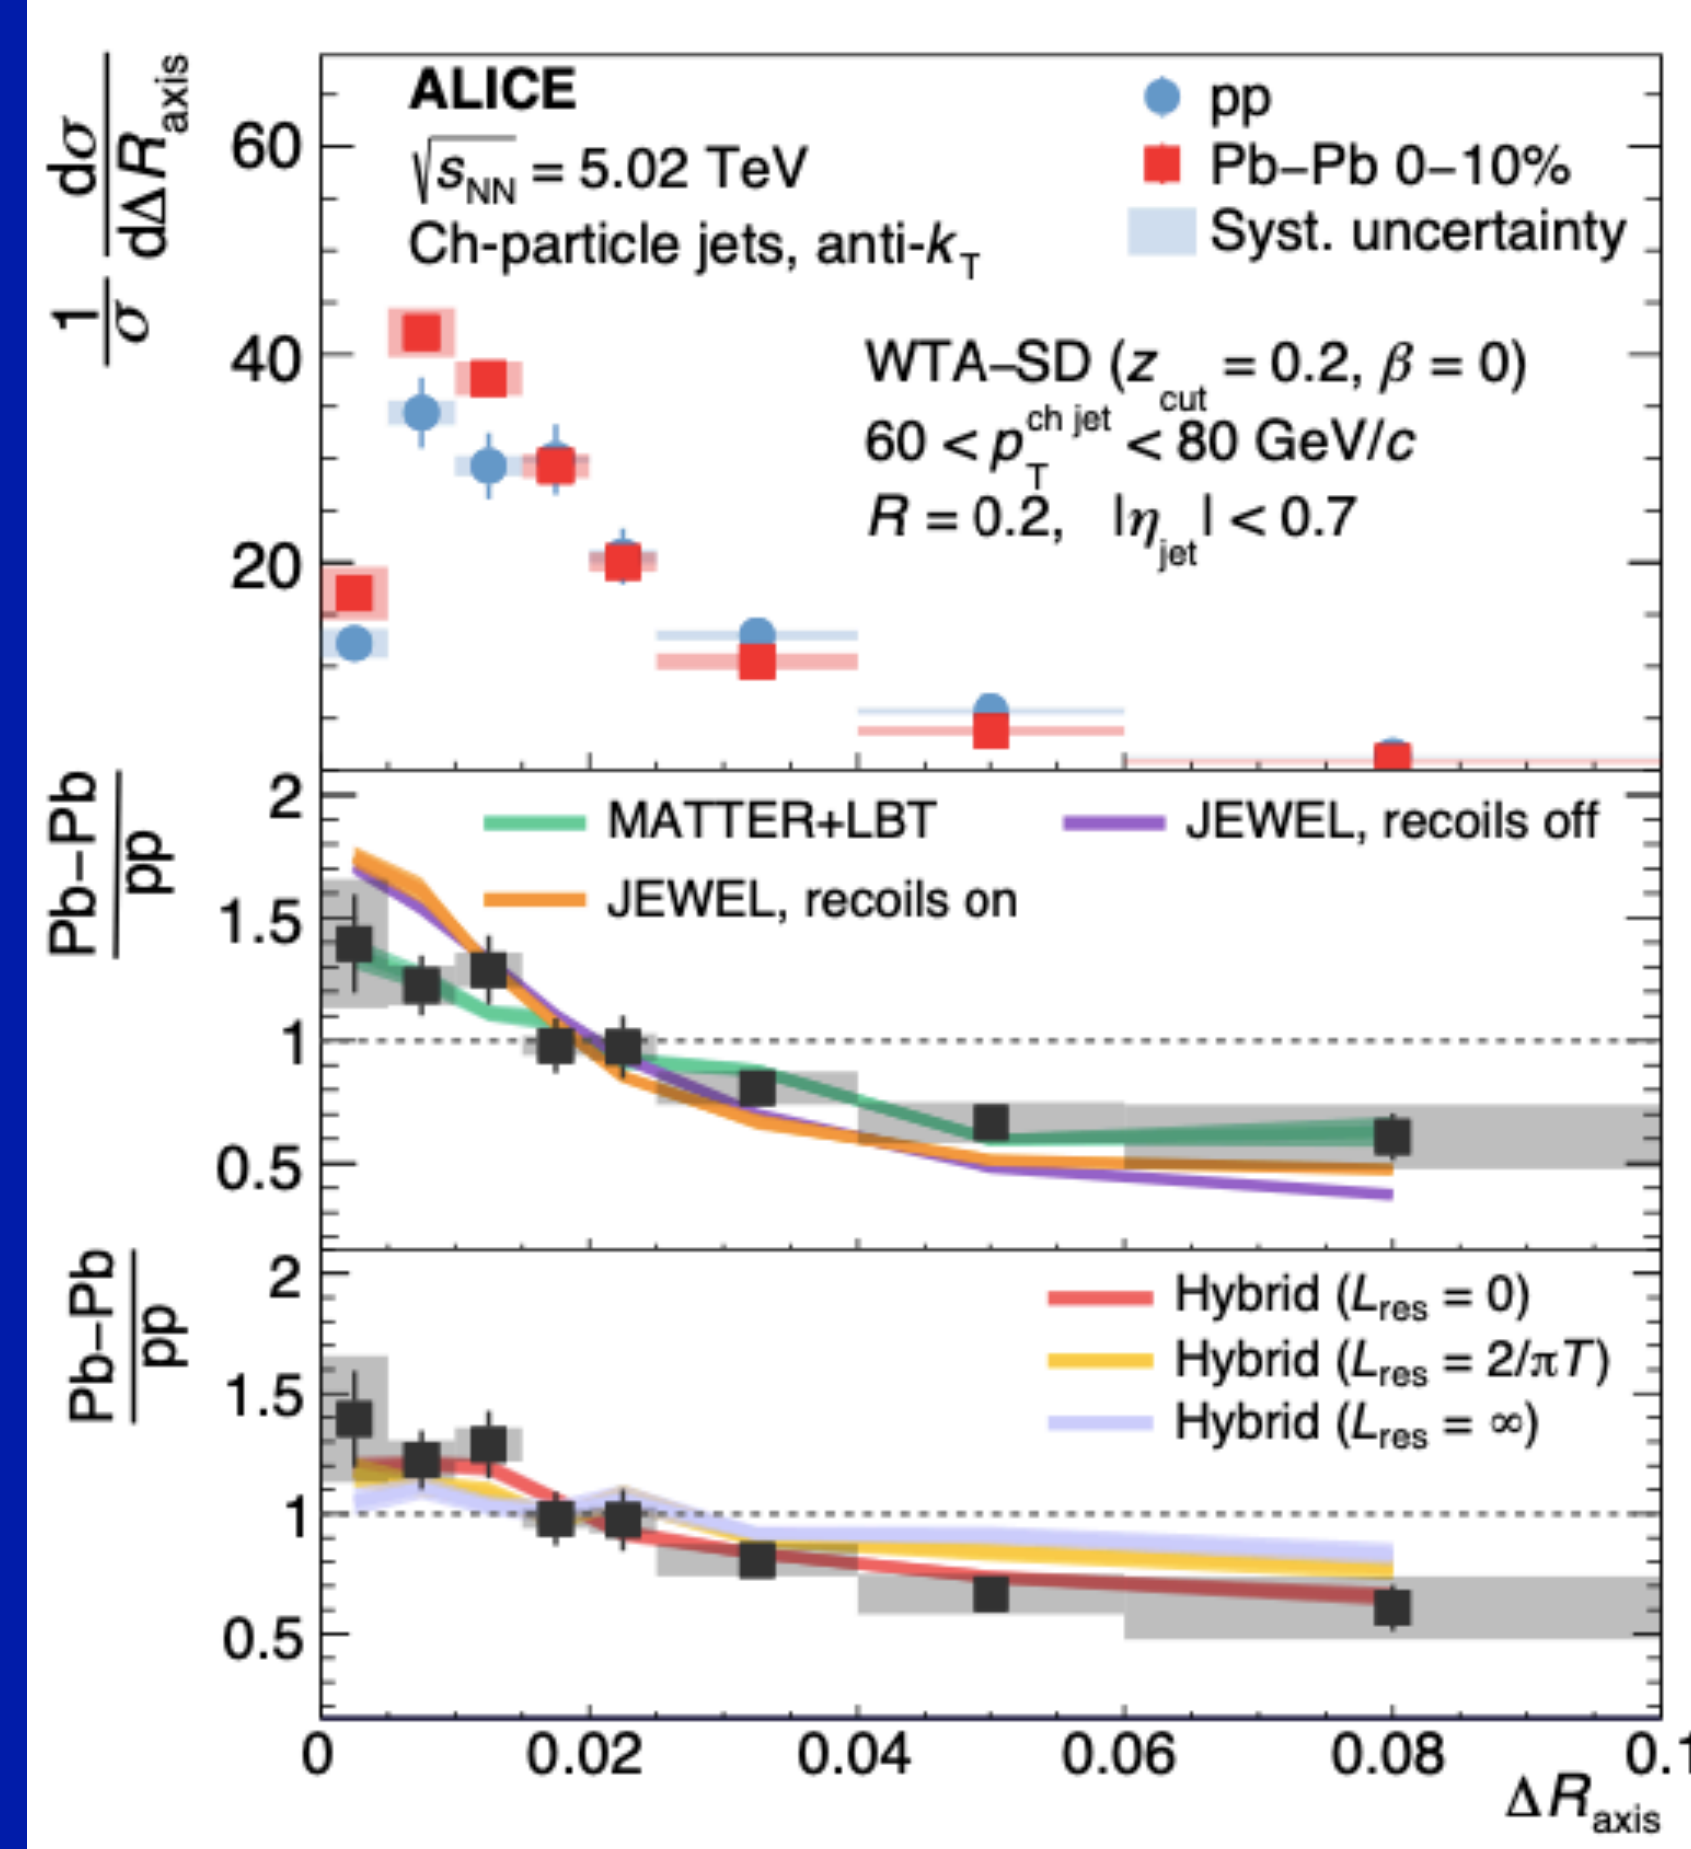 1/σ dσ/dΔR_axis
60
40
20
ALICE
√s_NN = 5.02 TeV
Ch-particle jets, anti-k_T
pp
Pb–Pb 0–10%
Syst. uncertainty
WTA–SD (z_cut = 0.2, β = 0)
60 < p_T^ch jet < 80 GeV/c
R = 0.2, |η_jet| < 0.7
Pb–Pb/pp
2
1.5
1
0.5
MATTER+LBT
JEWEL, recoils off
JEWEL, recoils on
Pb–Pb/pp
2
1.5
1
0.5
Hybrid (L_res = 0)
Hybrid (L_res = 2/πT)
Hybrid (L_res = ∞)
0 0.02 0.04 0.06 0.08 0.1
ΔR_axis